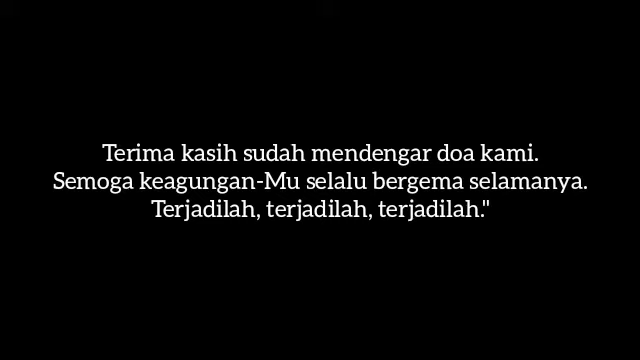 Terima kasih sudah mendengar doa kami.
Semoga keagungan-Mu selalu bergema selamanya.
Terjadilah, terjadilah, terjadilah."